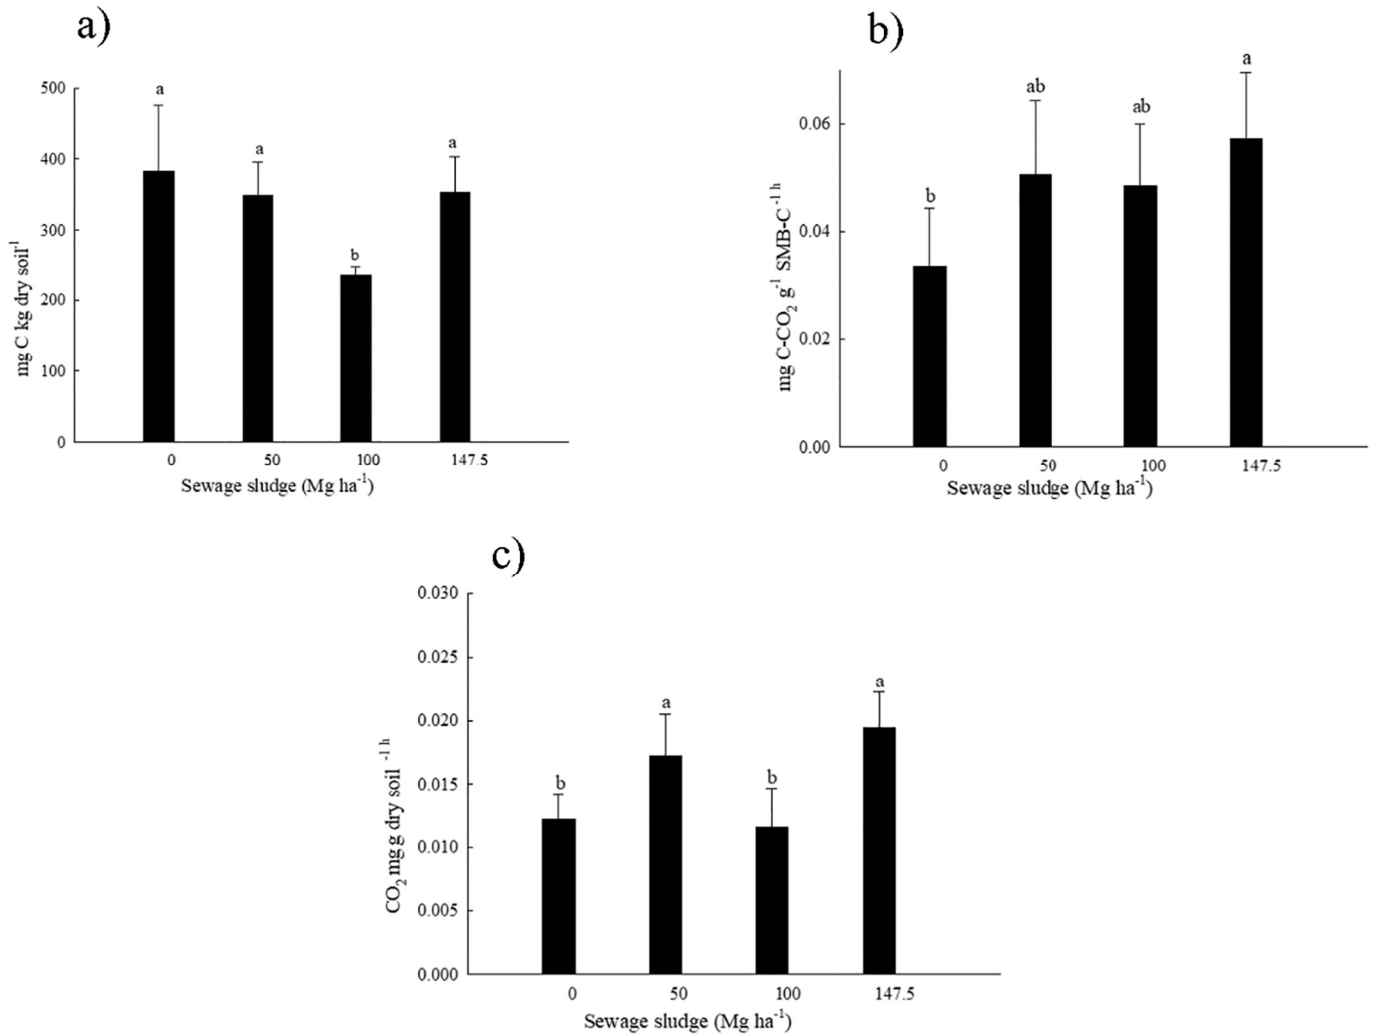 a)
500
400
300
200
100
0
a
a
b
a
mg C kg dry soil⁻¹
0 50 100 147.5
Sewage sludge (Mg ha⁻¹)
b)
0.06
0.04
0.02
0.00
b
ab
ab
a
mg C-CO₂ g⁻¹ SMB-C⁻¹ ʰ
0 50 100 147.5
Sewage sludge (Mg ha⁻¹)
c)
0.030
0.025
0.020
0.015
0.010
0.005
0.000
b
a
b
a
CO₂ mg g dry soil ⁻¹ ʰ
0 50 100 147.5
Sewage sludge (Mg ha⁻¹)